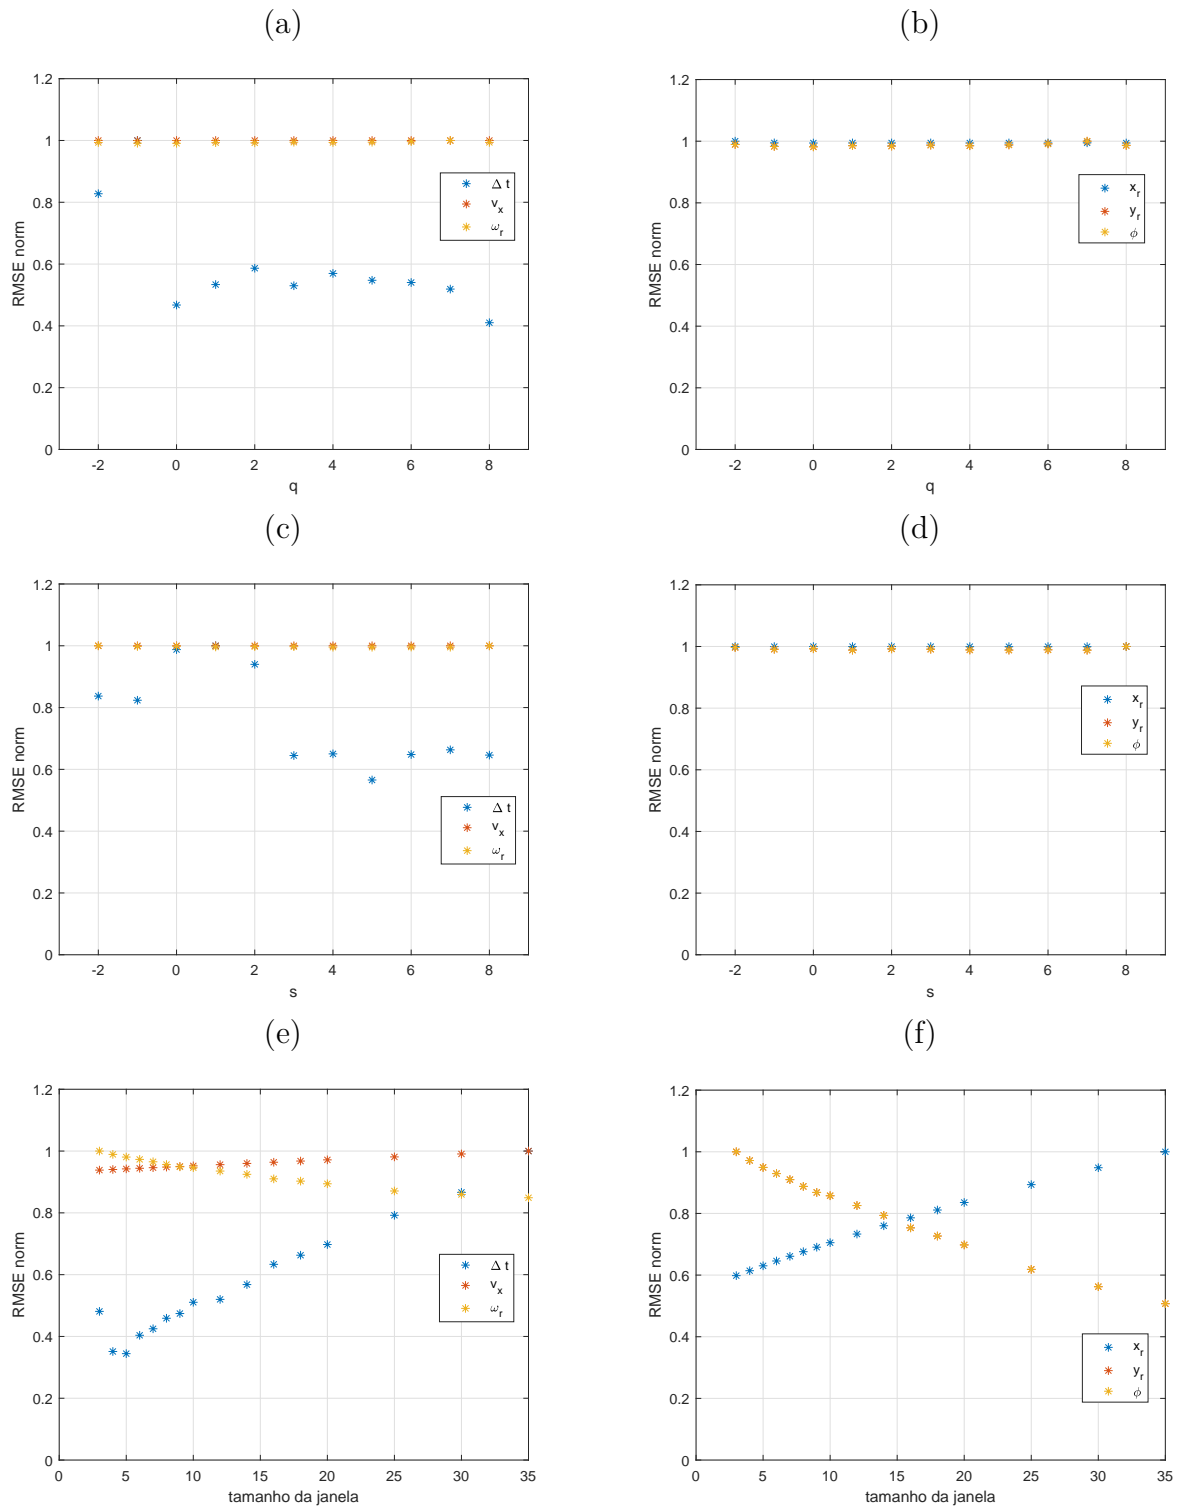 (a)
1.2
1
0.8
0.6
0.4
0.2
0
RMSE norm
Δ t
v_x
ω_r
-2 0 2 4 6 8
q
(b)
1.2
1
0.8
0.6
0.4
0.2
0
RMSE norm
x_r
y_r
ϕ
-2 0 2 4 6 8
q
(c)
1.2
1
0.8
0.6
0.4
0.2
0
RMSE norm
Δ t
v_x
ω_r
-2 0 2 4 6 8
s
(d)
1.2
1
0.8
0.6
0.4
0.2
0
RMSE norm
x_r
y_r
ϕ
-2 0 2 4 6 8
s
(e)
1.2
1
0.8
0.6
0.4
0.2
0
RMSE norm
Δ t
v_x
ω_r
0 5 10 15 20 25 30 35
tamanho da janela
(f)
1.2
1
0.8
0.6
0.4
0.2
0
RMSE norm
x_r
y_r
ϕ
0 5 10 15 20 25 30 35
tamanho da janela